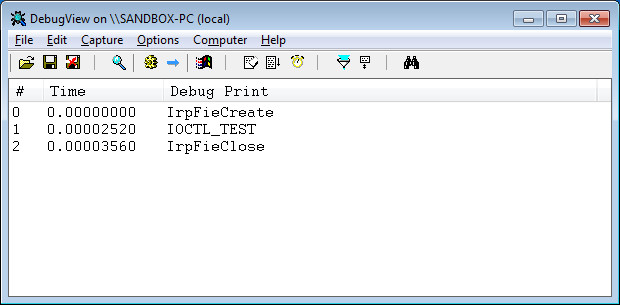 DebugView on \\SANDBOX-PC (local)
File Edit Capture Options Computer Help
# Time Debug Print
0 0.00000000 IrpFieCreate
1 0.00002520 IOCTL_TEST
2 0.00003560 IrpFieClose